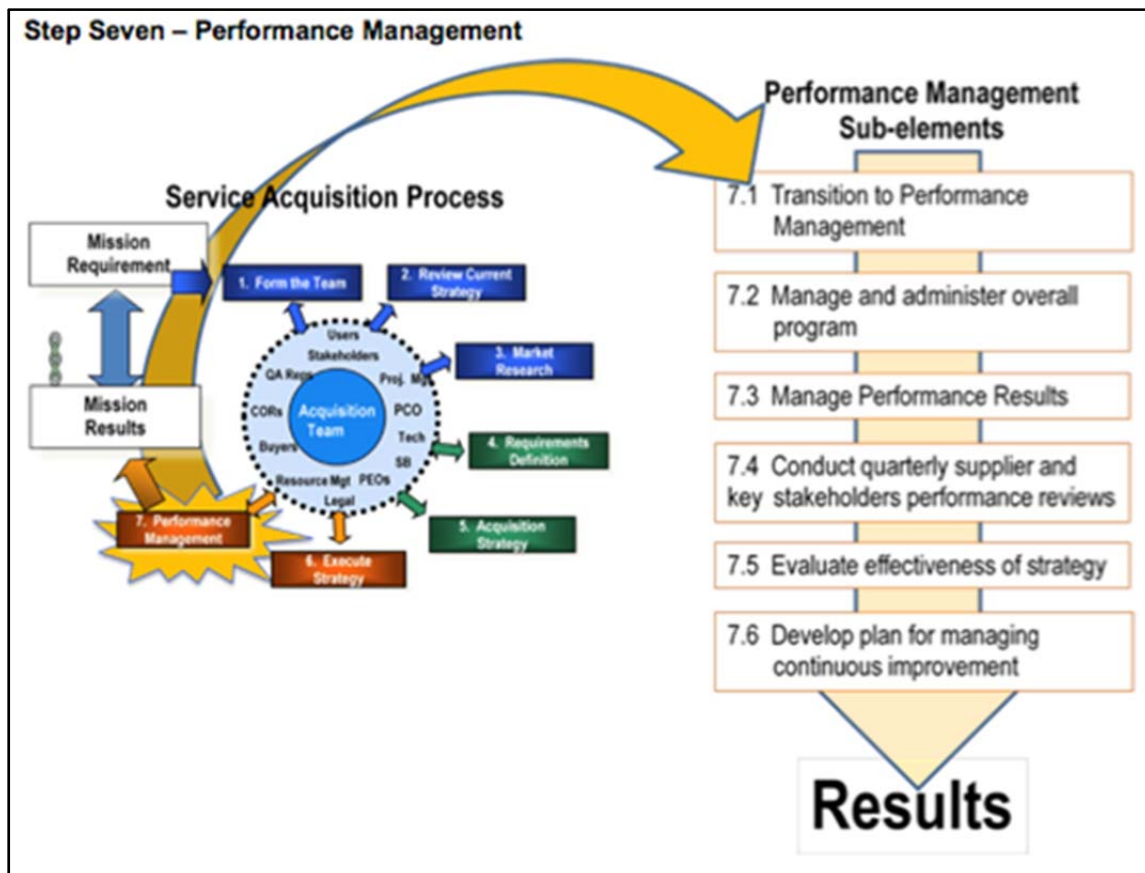 Step Seven – Performance Management
Service Acquisition Process
Mission
Requirement
Mission
Results
1. Form the Team
2. Review Current
Strategy
3. Market
Research
4. Requirements
Definition
5. Acquisition
Strategy
6. Execute
Strategy
7. Performance
Management
Users
Stakeholders
QA Reps
Proj. Mgt
CORs
PCO
Acquisition
Team
Tech
Buyers
SB
Resource Mgt
PEOs
Legal
Performance Management
Sub-elements
7.1 Transition to Performance
Management
7.2 Manage and administer overall
program
7.3 Manage Performance Results
7.4 Conduct quarterly supplier and
key stakeholders performance reviews
7.5 Evaluate effectiveness of strategy
7.6 Develop plan for managing
continuous improvement
Results